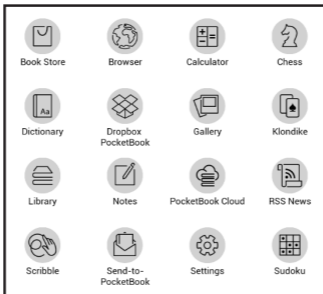 Book Store Browser Calculator Chess
Aa
Dictionary Dropbox Gallery Klondike
PocketBook
Library Notes PocketBook Cloud RSS News
Scribble Send-to- Settings Sudoku
PocketBook